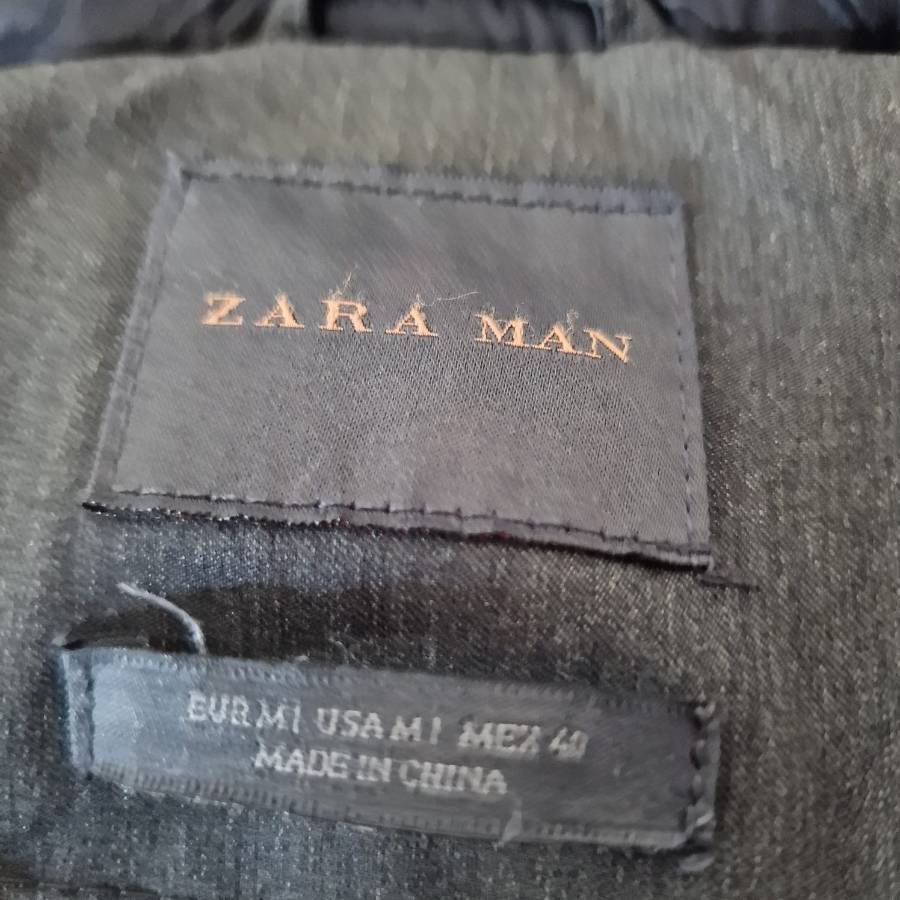 ZARA MAN
EUR M | USA M | MEX 40
MADE IN CHINA